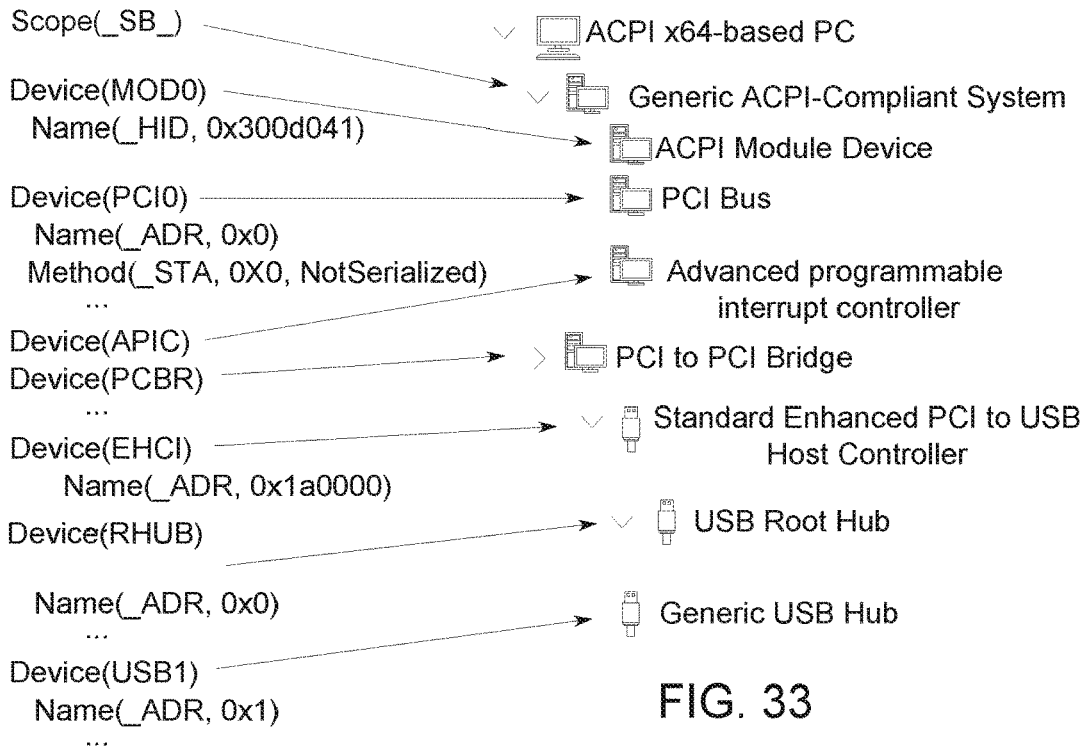 Scope(_SB_)
ACPI x64-based PC
Device(MOD0)
Generic ACPI-Compliant System
Name(_HID, 0x300d041)
ACPI Module Device
Device(PCI0)
PCI Bus
Name(_ADR, 0x0)
Method(_STA, 0X0, NotSerialized)
Advanced programmable
interrupt controller
...
Device(APIC)
Device(PCBR)
PCI to PCI Bridge
...
Device(EHCI)
Standard Enhanced PCI to USB
Host Controller
Name(_ADR, 0x1a0000)
Device(RHUB)
USB Root Hub
Name(_ADR, 0x0)
Generic USB Hub
...
Device(USB1)
Name(_ADR, 0x1)
...
FIG. 33